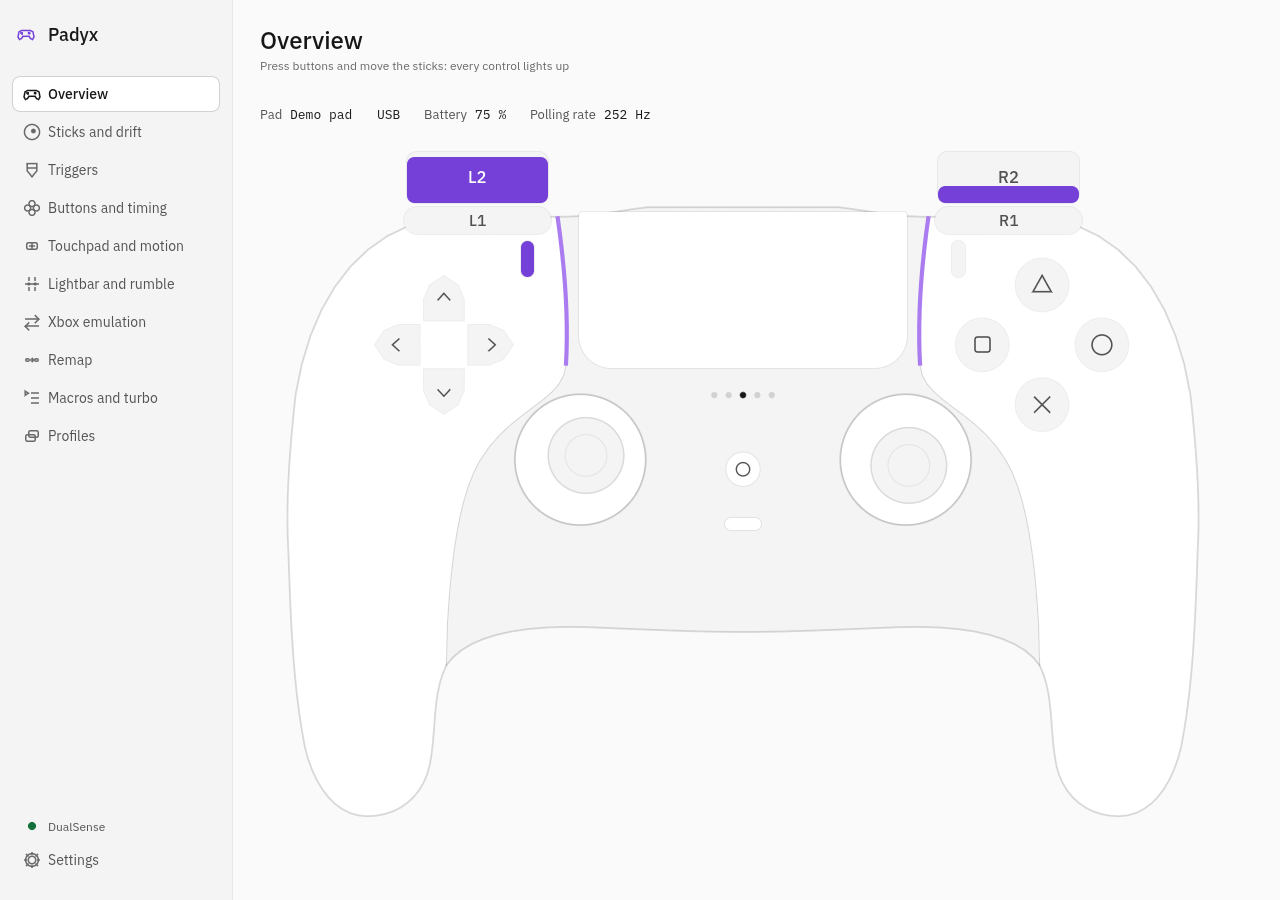 Padyx
Overview
Sticks and drift
Triggers
Buttons and timing
Touchpad and motion
Lightbar and rumble
Xbox emulation
Remap
Macros and turbo
Profiles
DualSense
Settings
Overview
Press buttons and move the sticks: every control lights up
Pad Demo pad USB Battery 75 % Polling rate 252 Hz
L2 R2
L1 R1